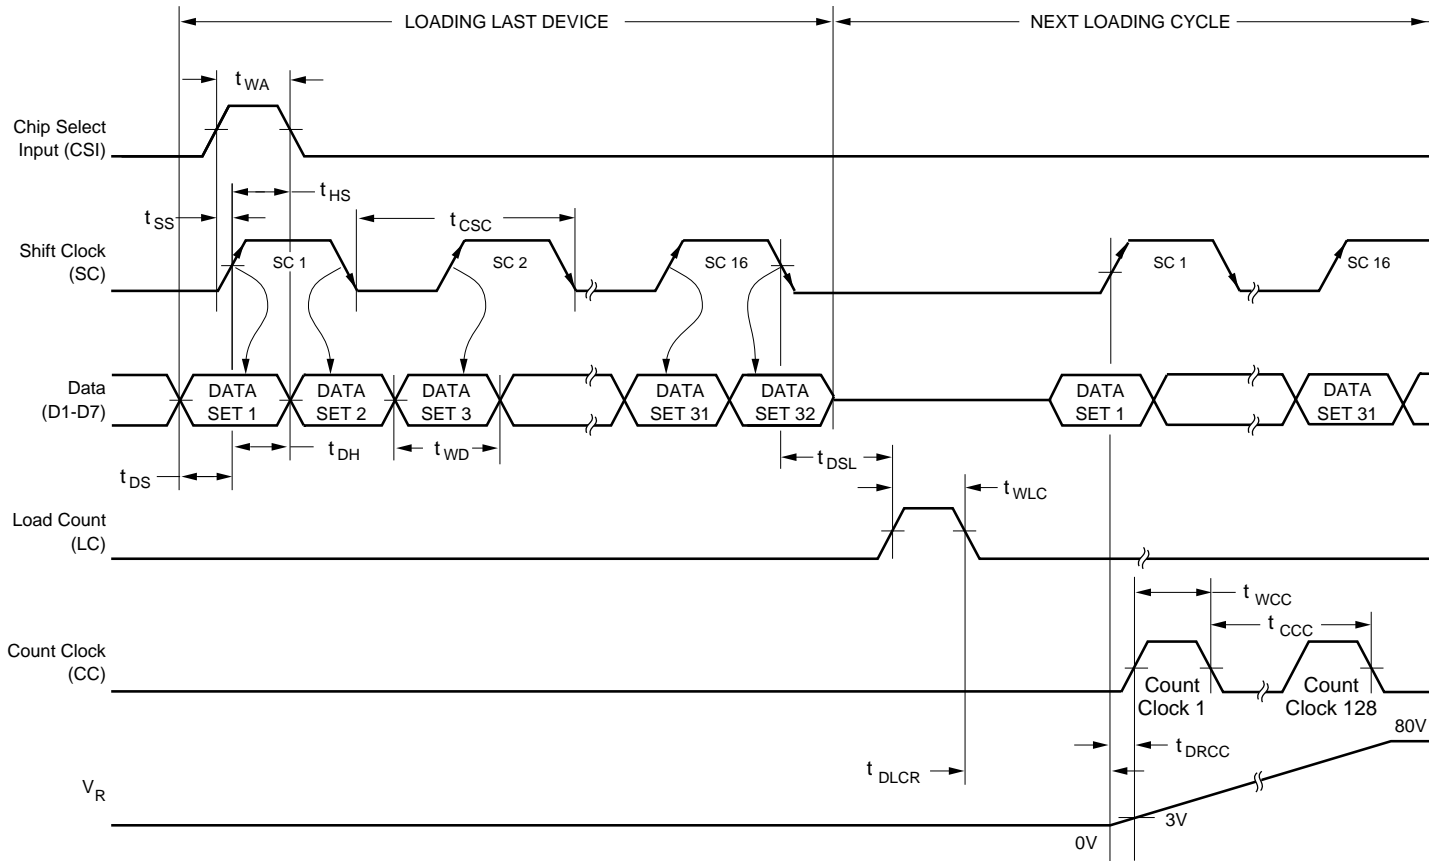 LOADING LAST DEVICE
NEXT LOADING CYCLE
t WA
Chip Select
Input (CSI)
t SS
t HS
t CSC
Shift Clock
(SC)
SC 1
SC 2
SC 16
SC 1
SC 16
Data
(D1-D7)
DATA
SET 1
DATA
SET 2
DATA
SET 3
DATA
SET 31
DATA
SET 32
DATA
SET 1
DATA
SET 31
t DS
t DH
t WD
t DSL
t WLC
Load Count
(LC)
t WCC
t CCC
Count Clock
(CC)
Count
Clock 1
Count
Clock 128
80V
t DRCC
t DLCR
VR
3V
0V